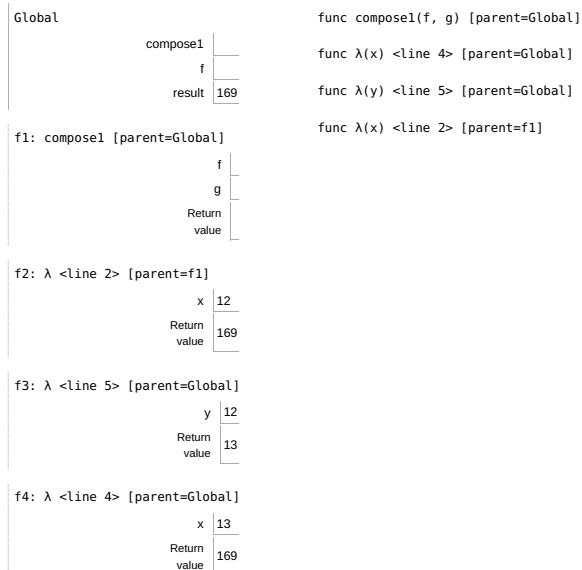 Global
compose1
f
result 169
func compose1(f, g) [parent=Global]
func λ(x) <line 4> [parent=Global]
func λ(y) <line 5> [parent=Global]
func λ(x) <line 2> [parent=f1]
f1: compose1 [parent=Global]
f
g
Return
value
f2: λ <line 2> [parent=f1]
x 12
Return
value 169
f3: λ <line 5> [parent=Global]
y 12
Return
value 13
f4: λ <line 4> [parent=Global]
x 13
Return
value 169